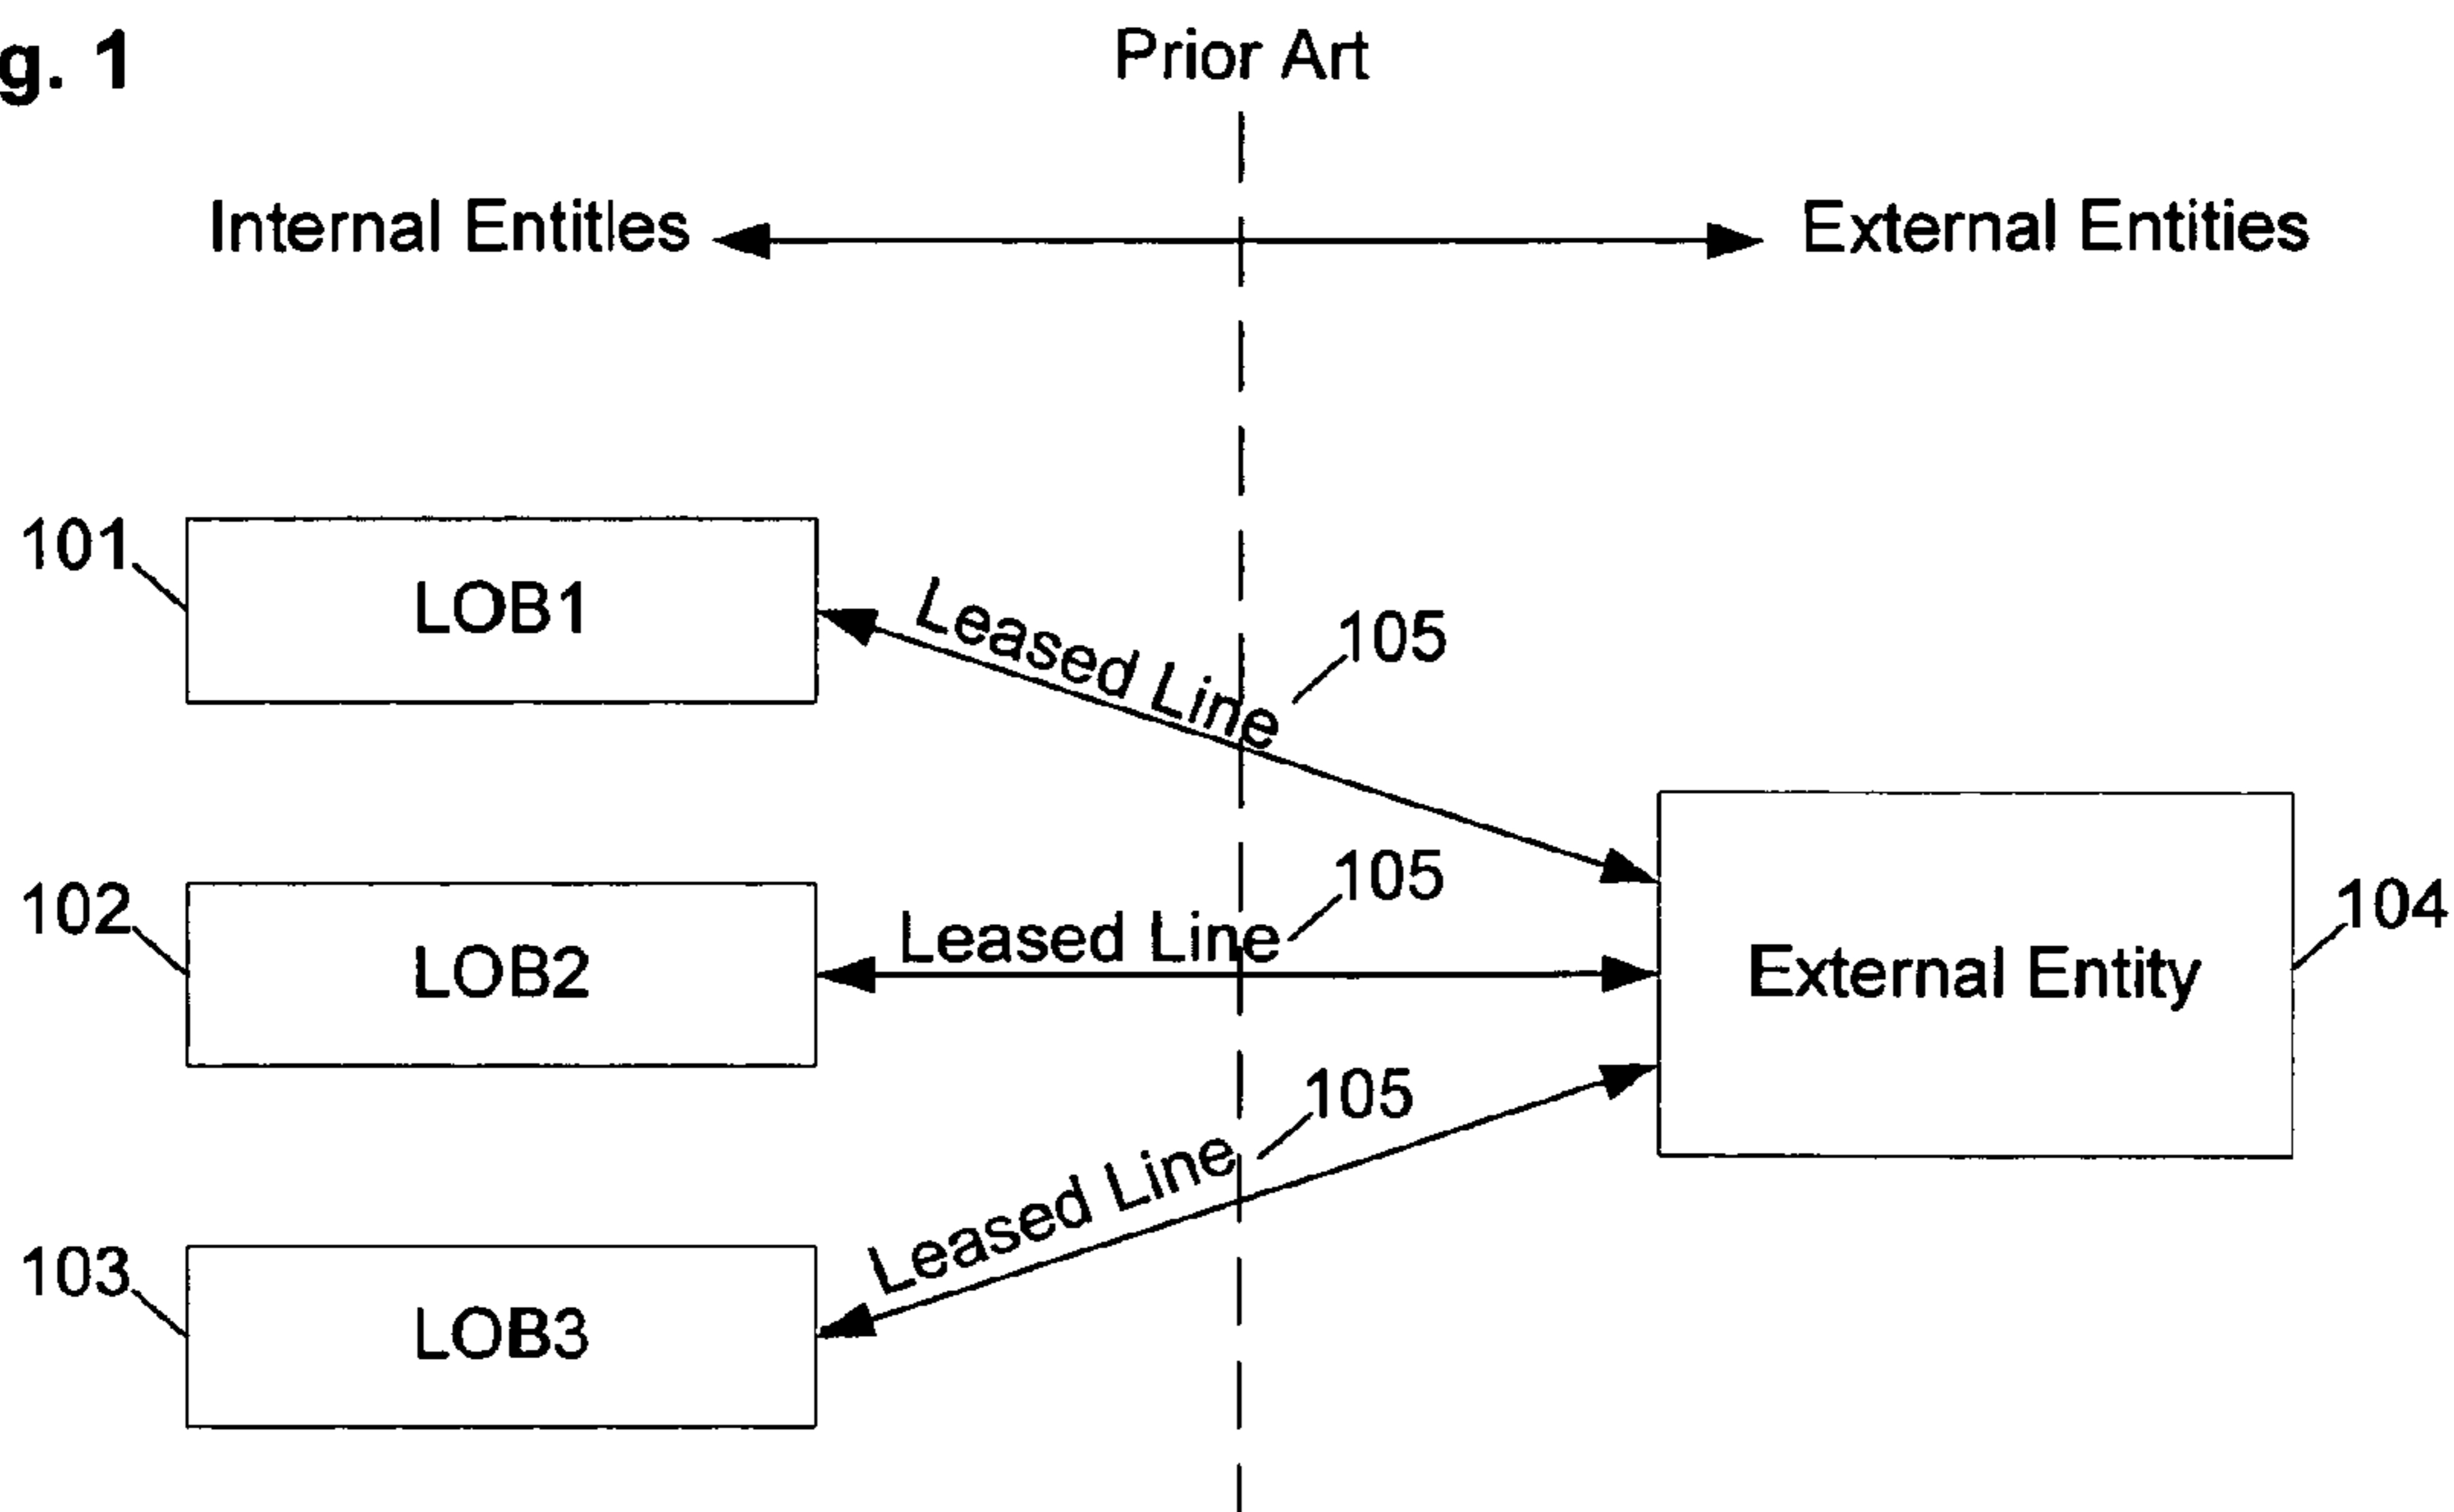 g. 1
Prior Art
Internal Entities
External Entities
101
LOB1
Leased Line
105
102
LOB2
Leased Line
105
External Entity
104
103
LOB3
Leased Line
105